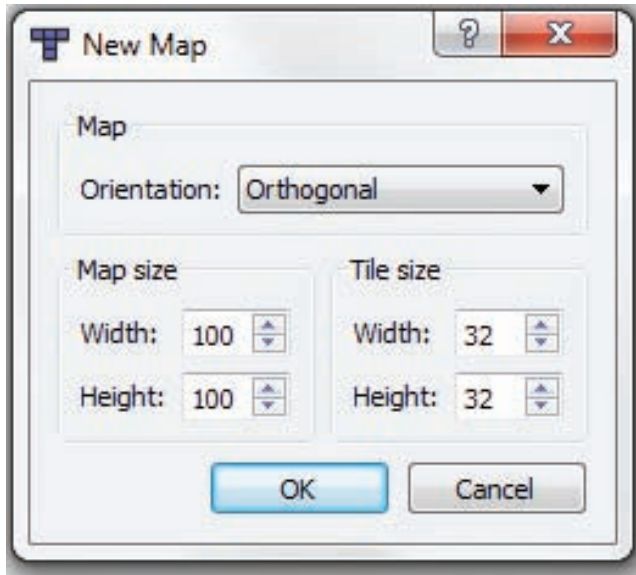 New Map
?
X
Map
Orientation: Orthogonal
Map size
Width: 100
Height: 100
Tile size
Width: 32
Height: 32
OK
Cancel